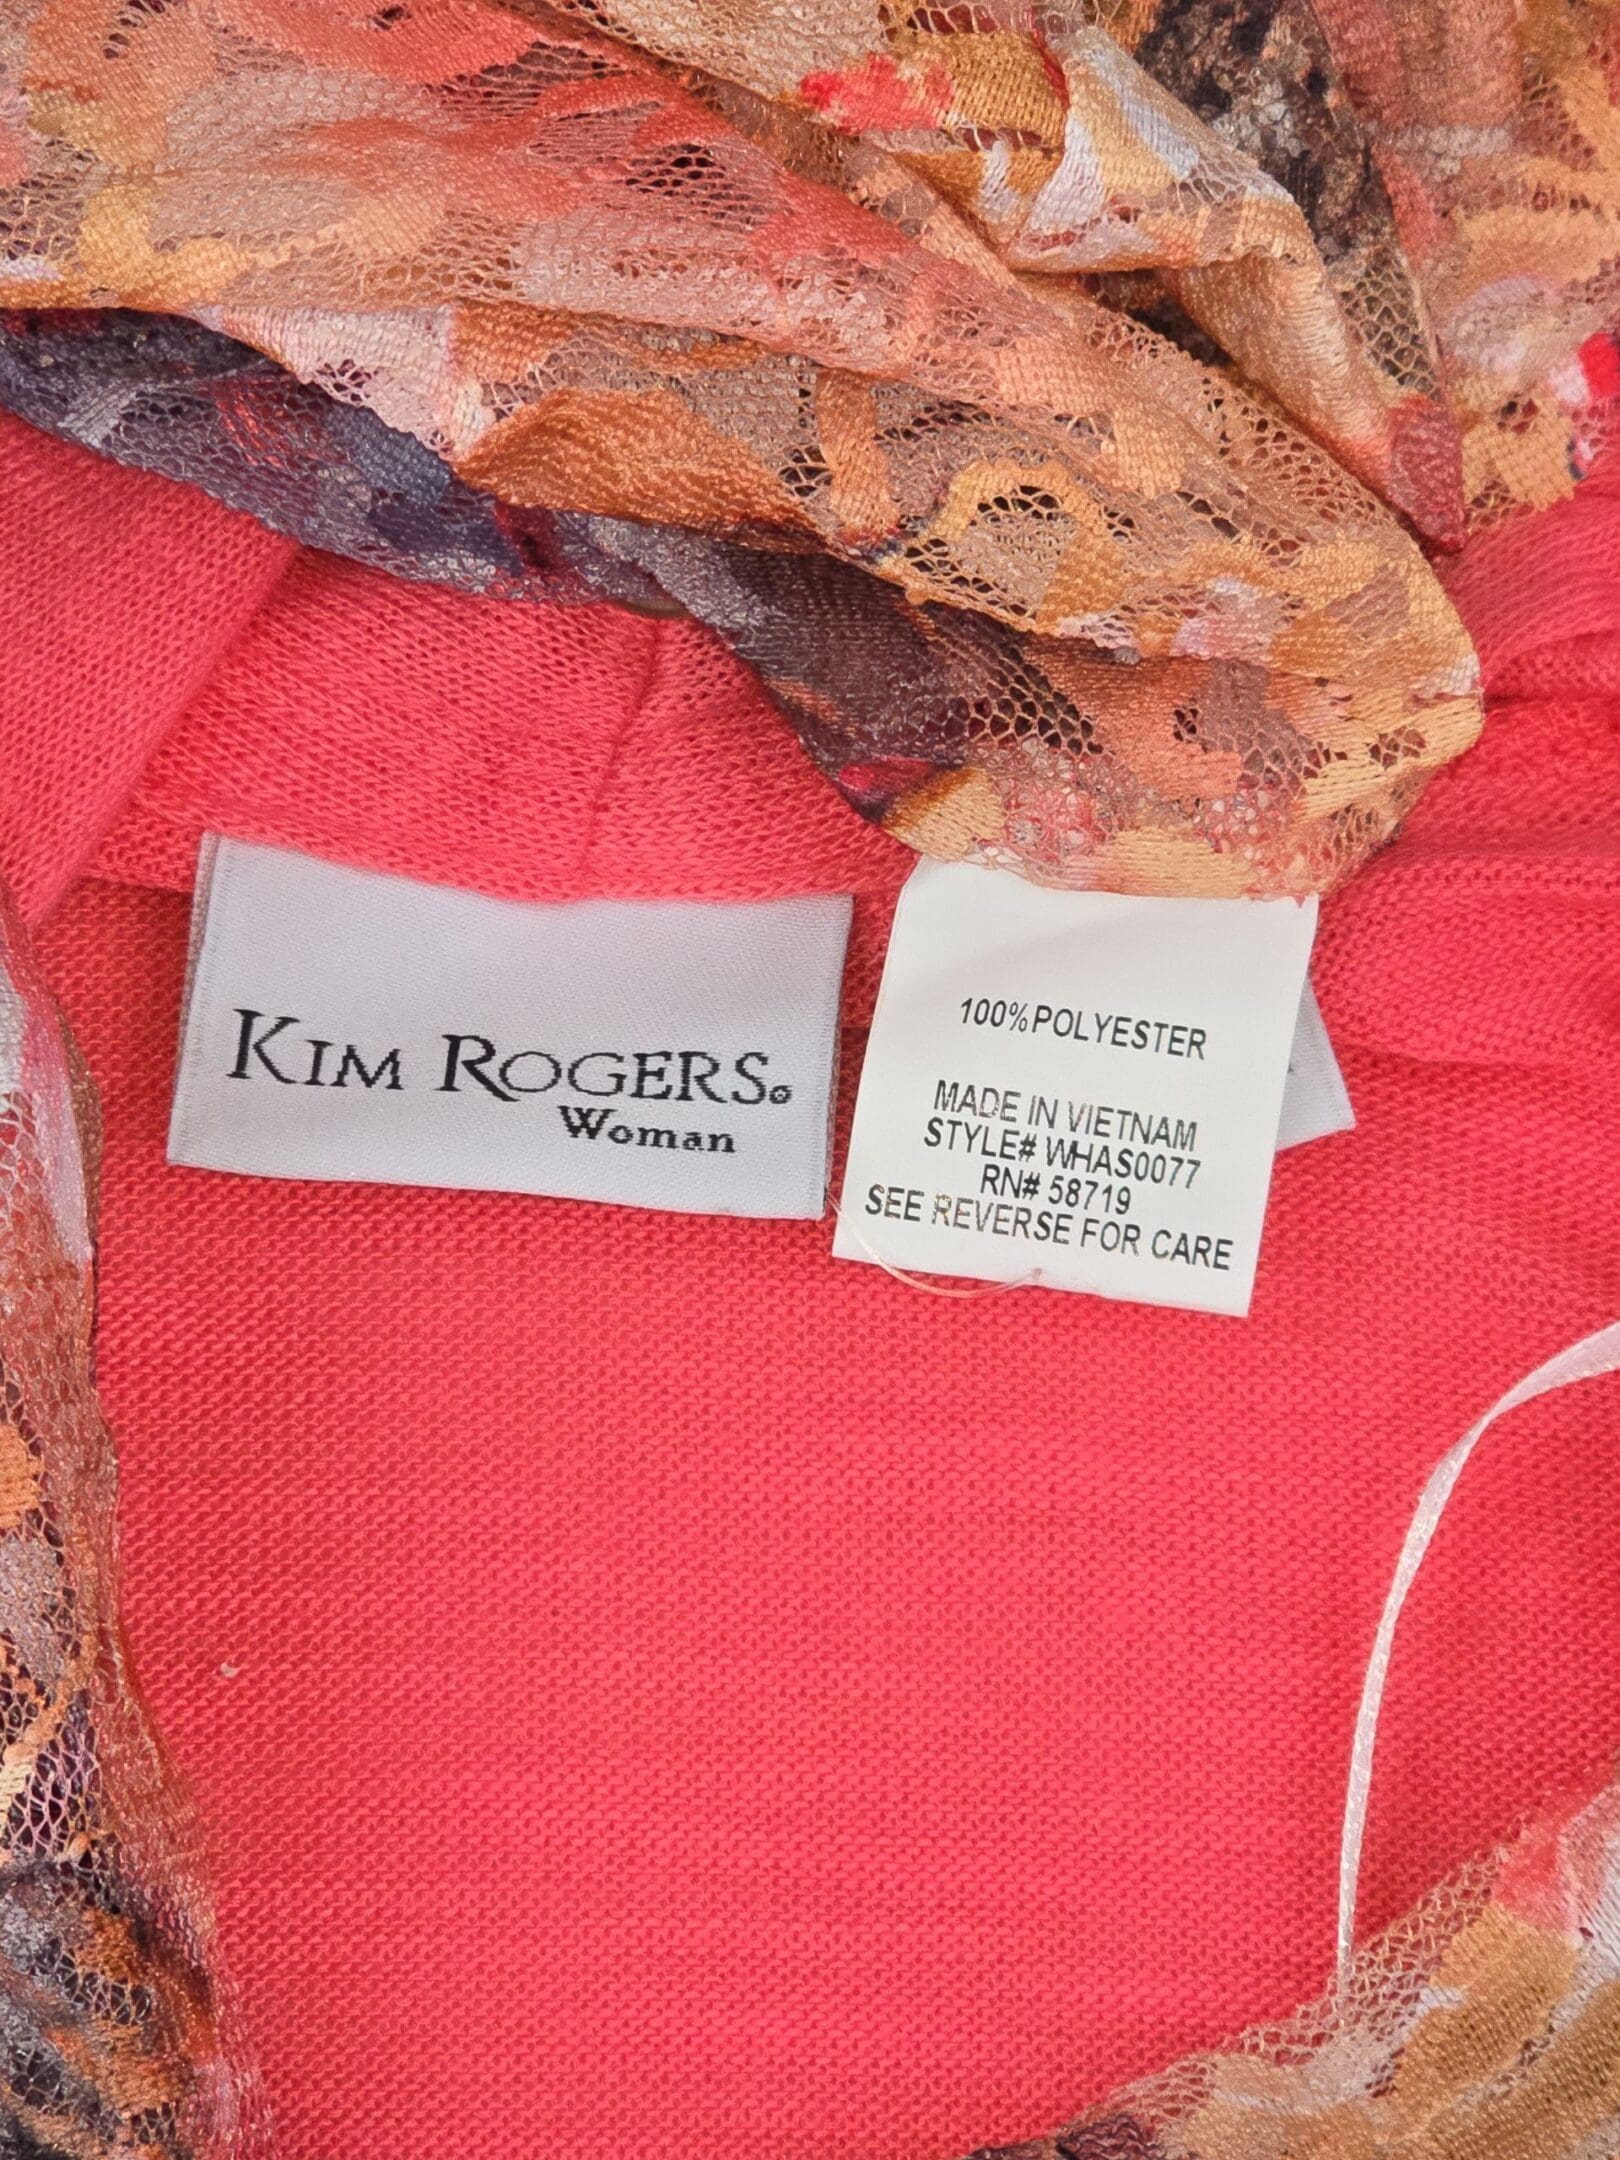 KIM ROGERS®
Woman
100% POLYESTER
MADE IN VIETNAM
STYLE# WHAS0077
RN# 58719
SEE REVERSE FOR CARE